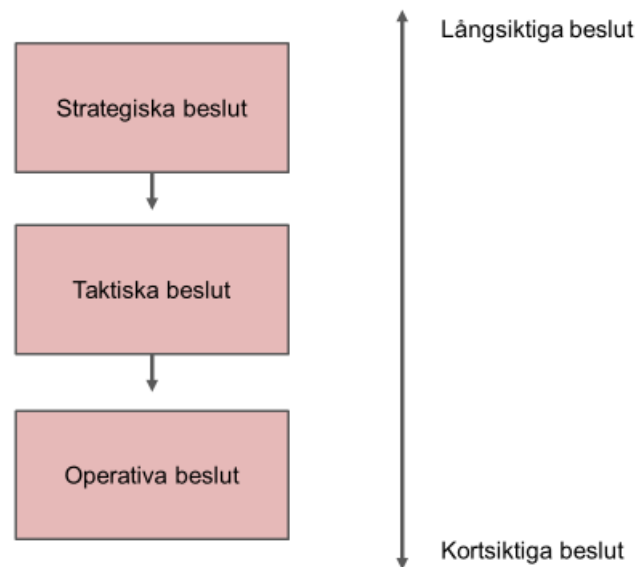 Långsiktiga beslut
Strategiska beslut
Taktiska beslut
Operativa beslut
Kortsiktiga beslut